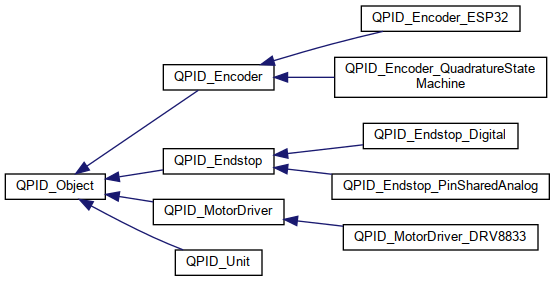 QPID_Encoder_ESP32
QPID_Encoder
QPID_Encoder_QuadratureState
Machine
QPID_Endstop_Digital
QPID_Endstop
QPID_Object
QPID_Endstop_PinSharedAnalog
QPID_MotorDriver
QPID_MotorDriver_DRV8833
QPID_Unit